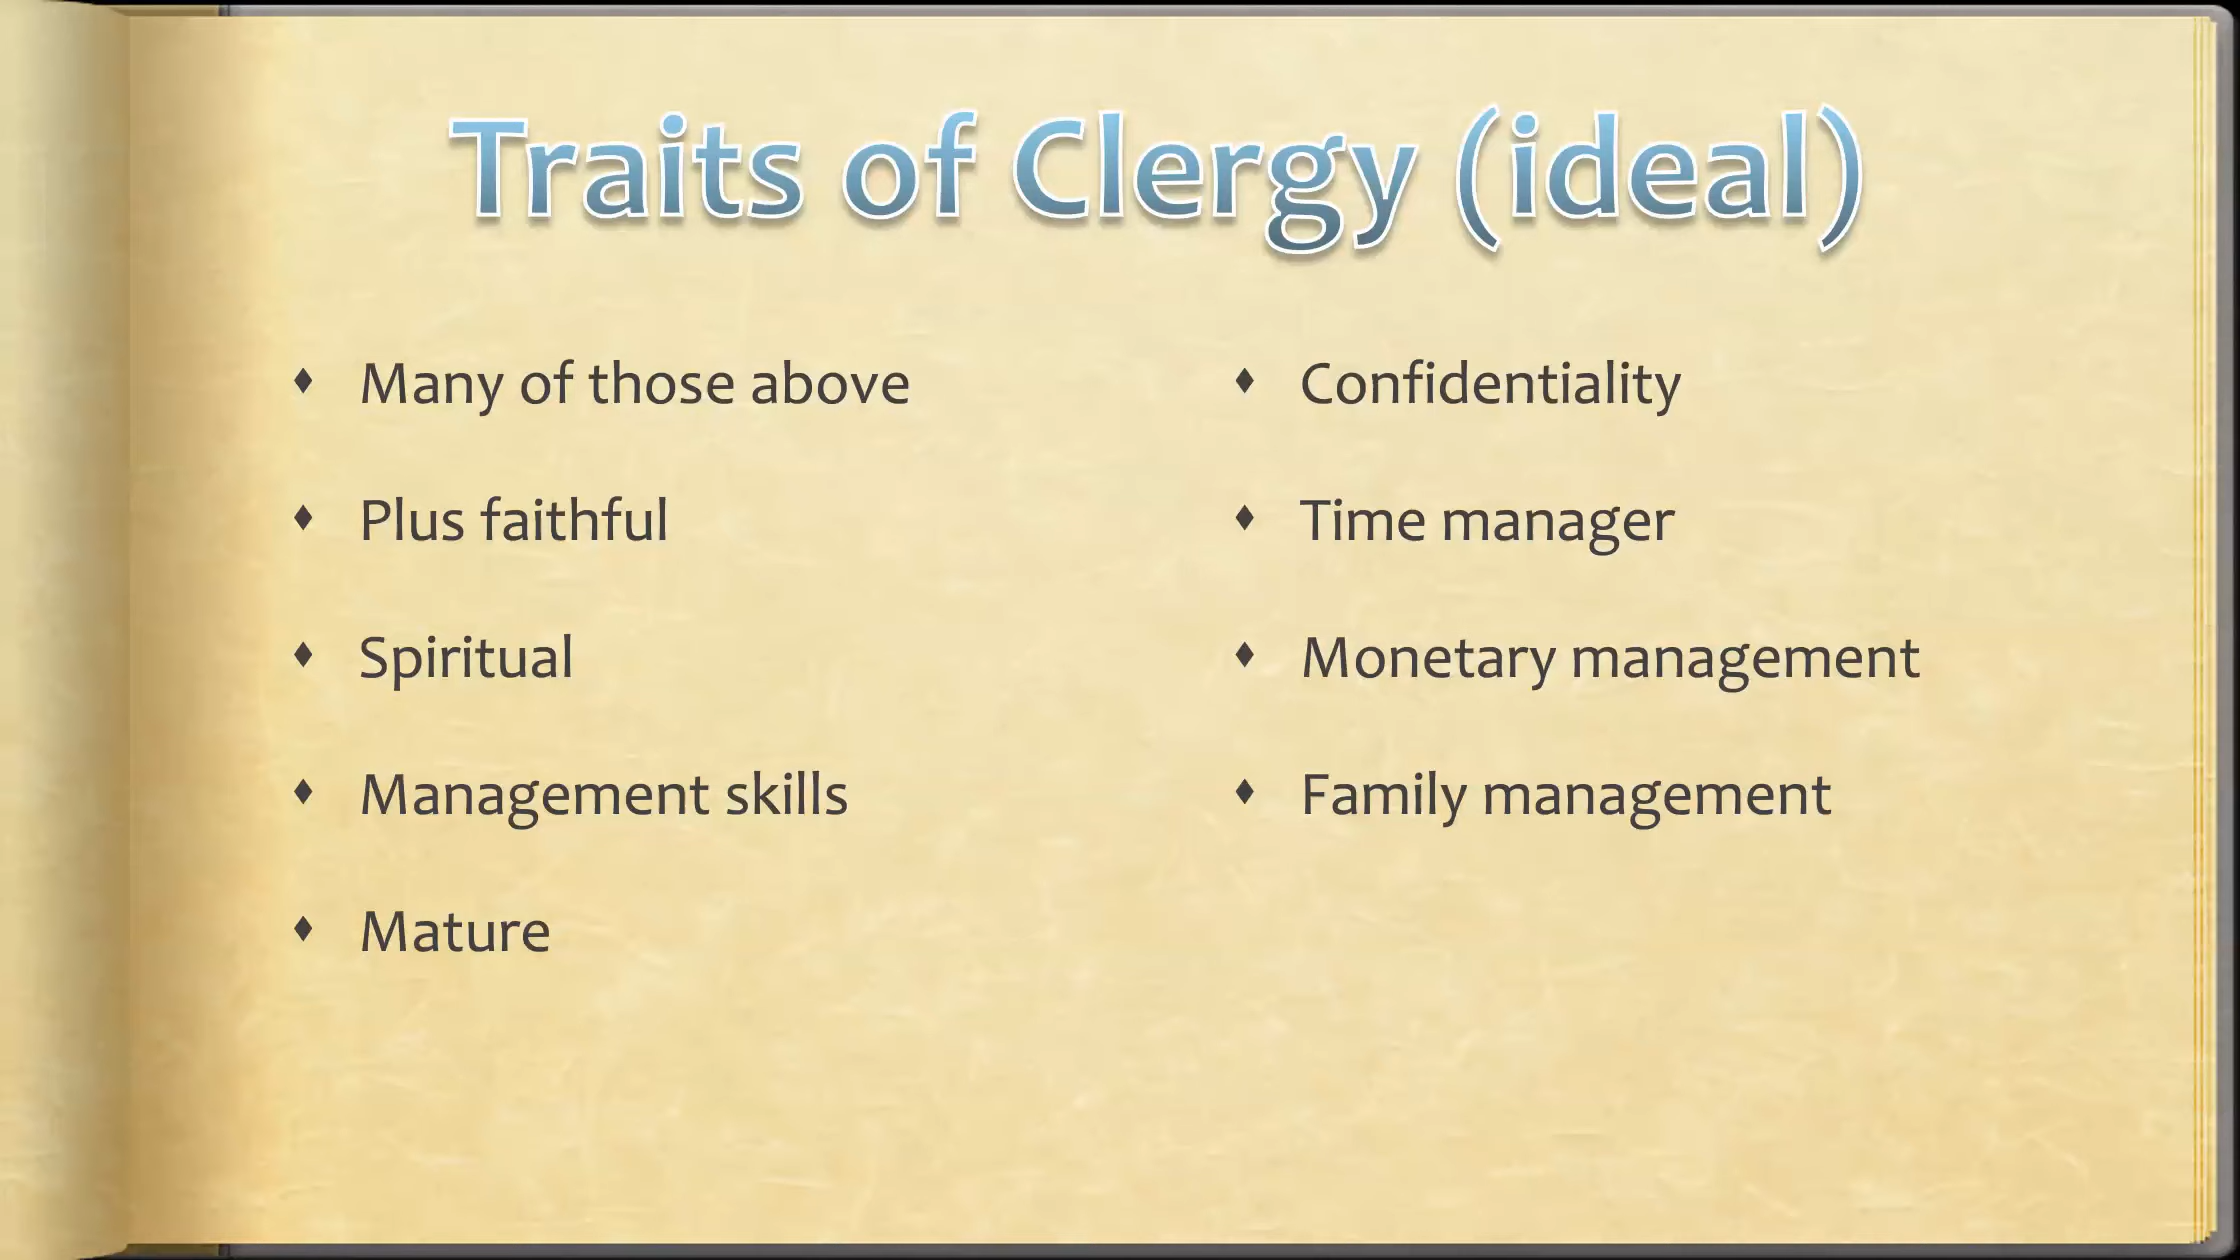 Traits of Clergy (ideal)
Many of those above
Plus faithful
Spiritual
Management skills
Mature
Confidentiality
Time manager
Monetary management
Family management